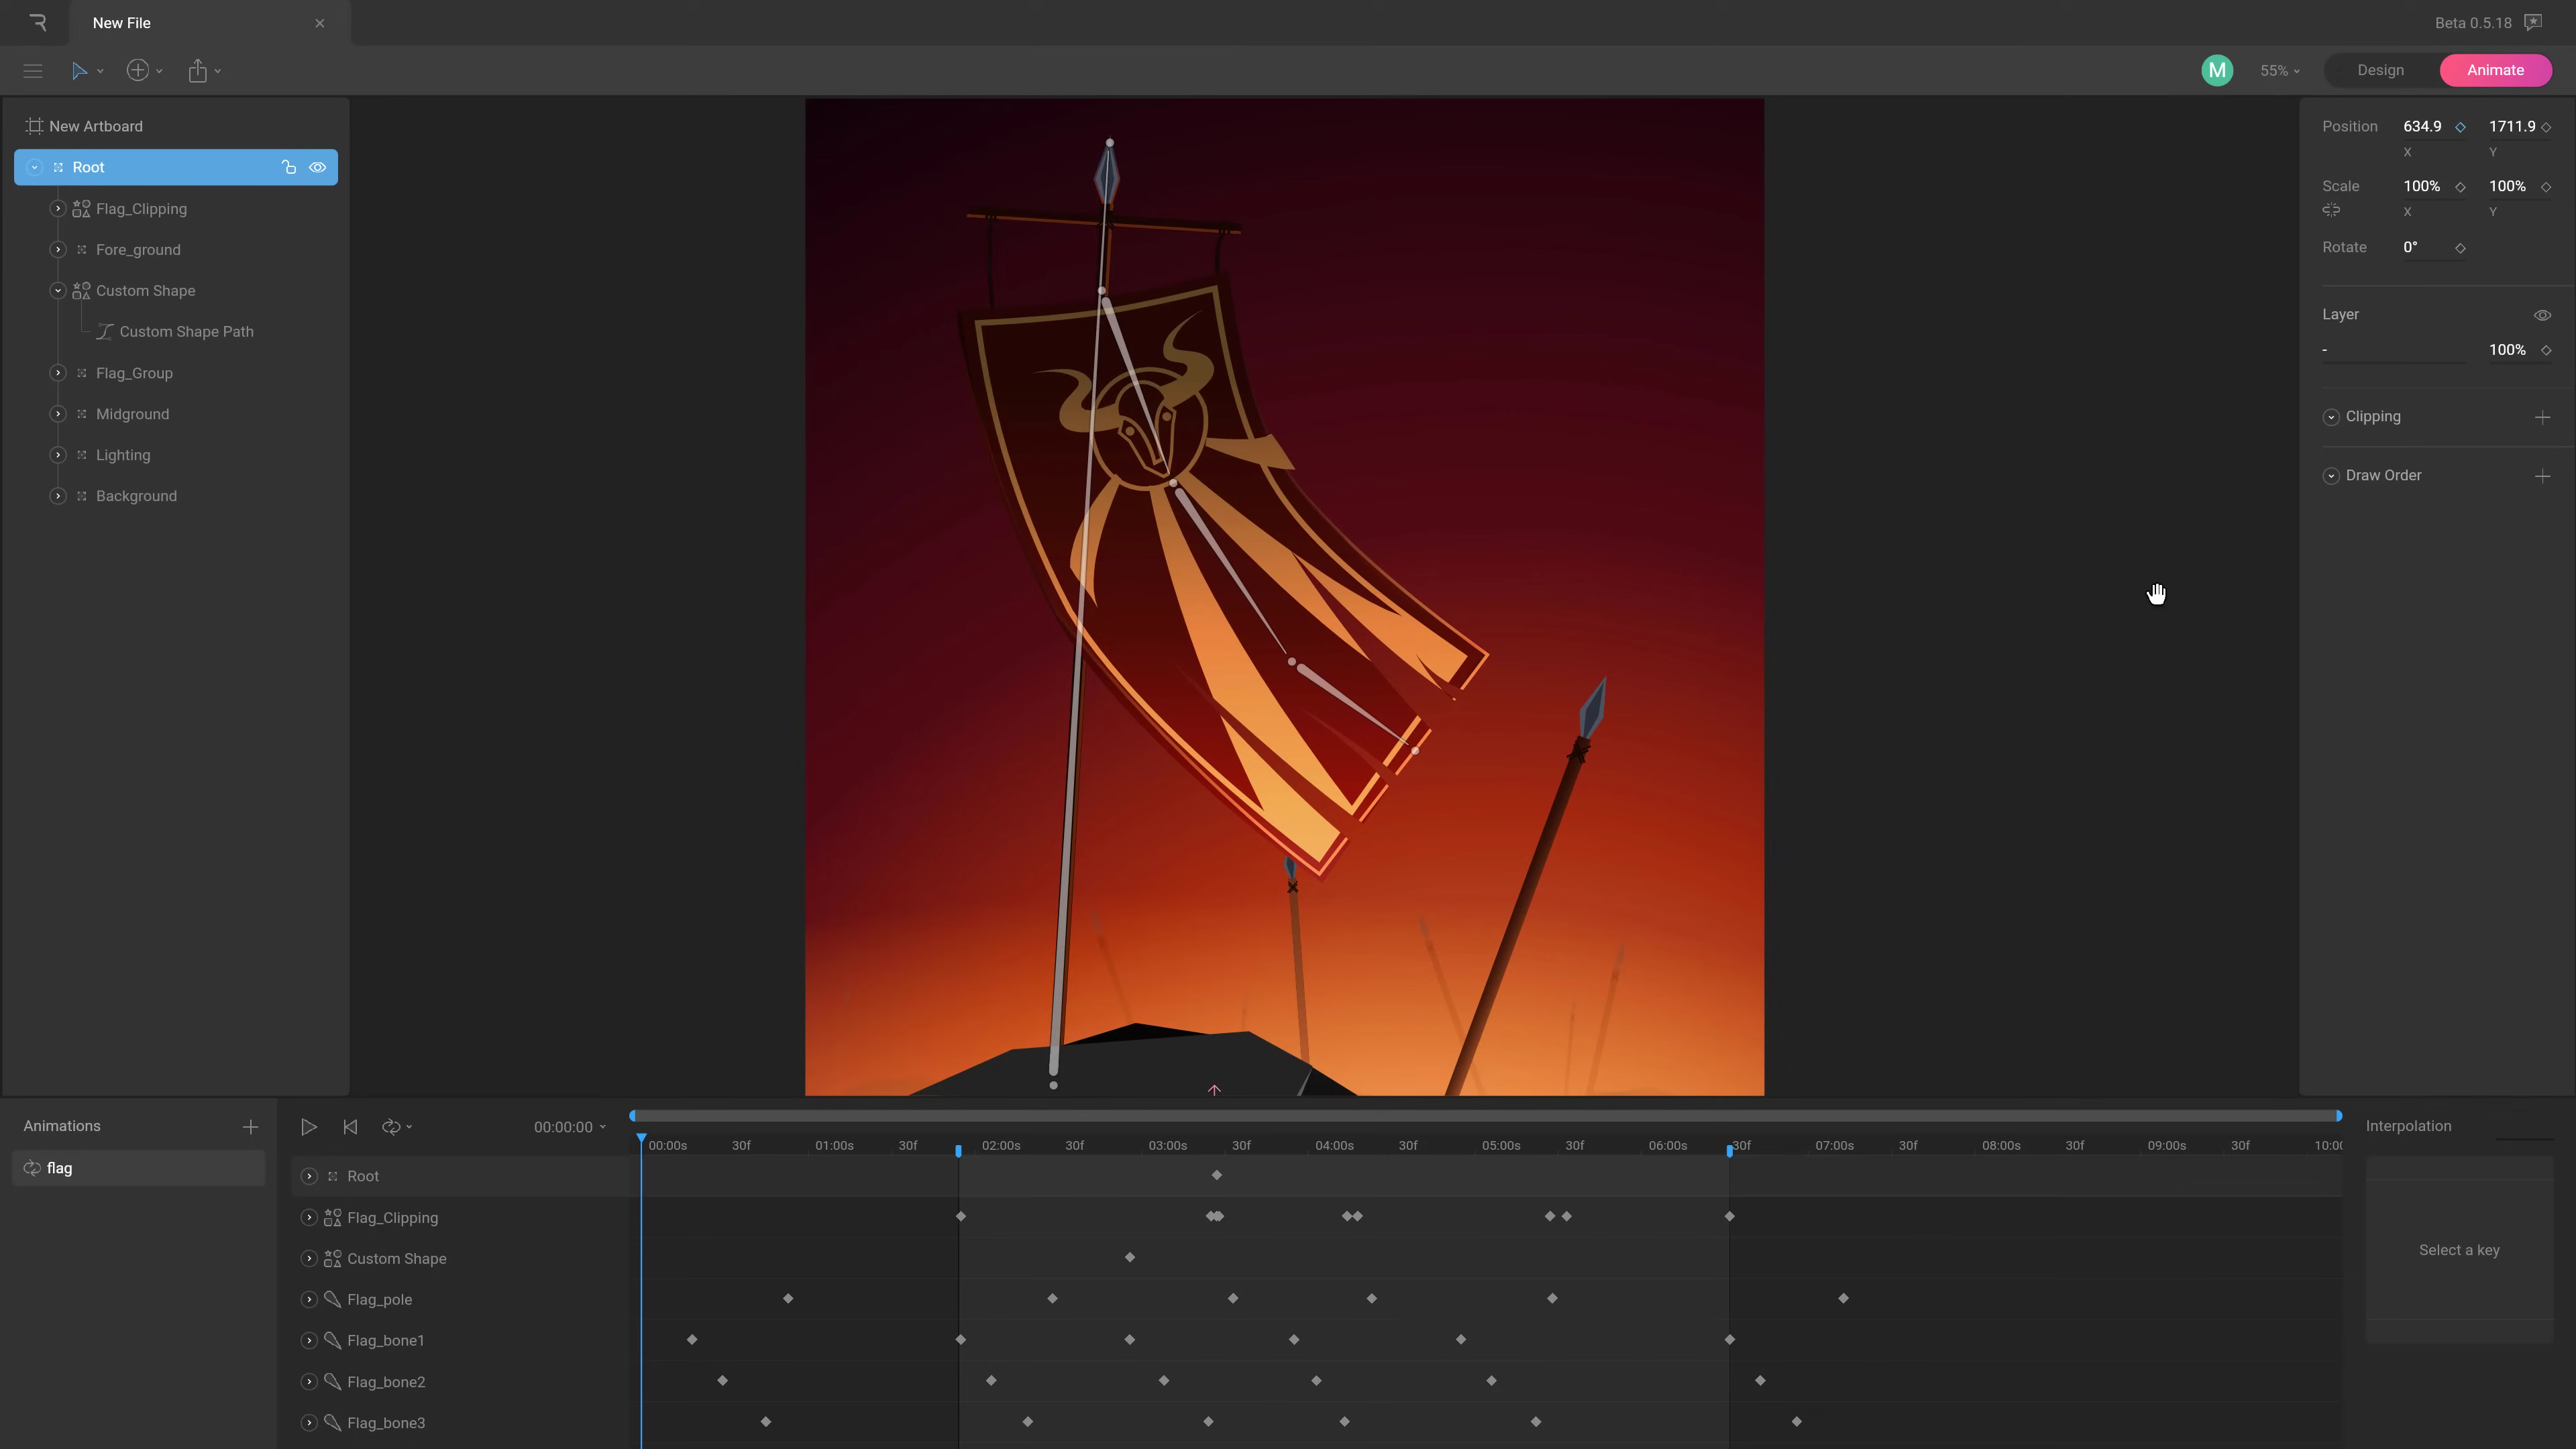 New File
Beta 0.5.18
M
55%
Design
Animate
New Artboard
Root
Flag_Clipping
Fore_ground
Custom Shape
Custom Shape Path
Flag_Group
Midground
Lighting
Background
Position 634.9 1711.9
X Y
Scale 100% 100%
X Y
Rotate 0°
Layer
- 100%
Clipping
Draw Order
Animations
flag
00:00:00
00:00s 30f 01:00s 30f 02:00s 30f 03:00s 30f 04:00s 30f 05:00s 30f 06:00s 30f 07:00s 30f 08:00s 30f 09:00s 30f 10:00
Root
Flag_Clipping
Custom Shape
Flag_pole
Flag_bone1
Flag_bone2
Flag_bone3
Interpolation
Select a key